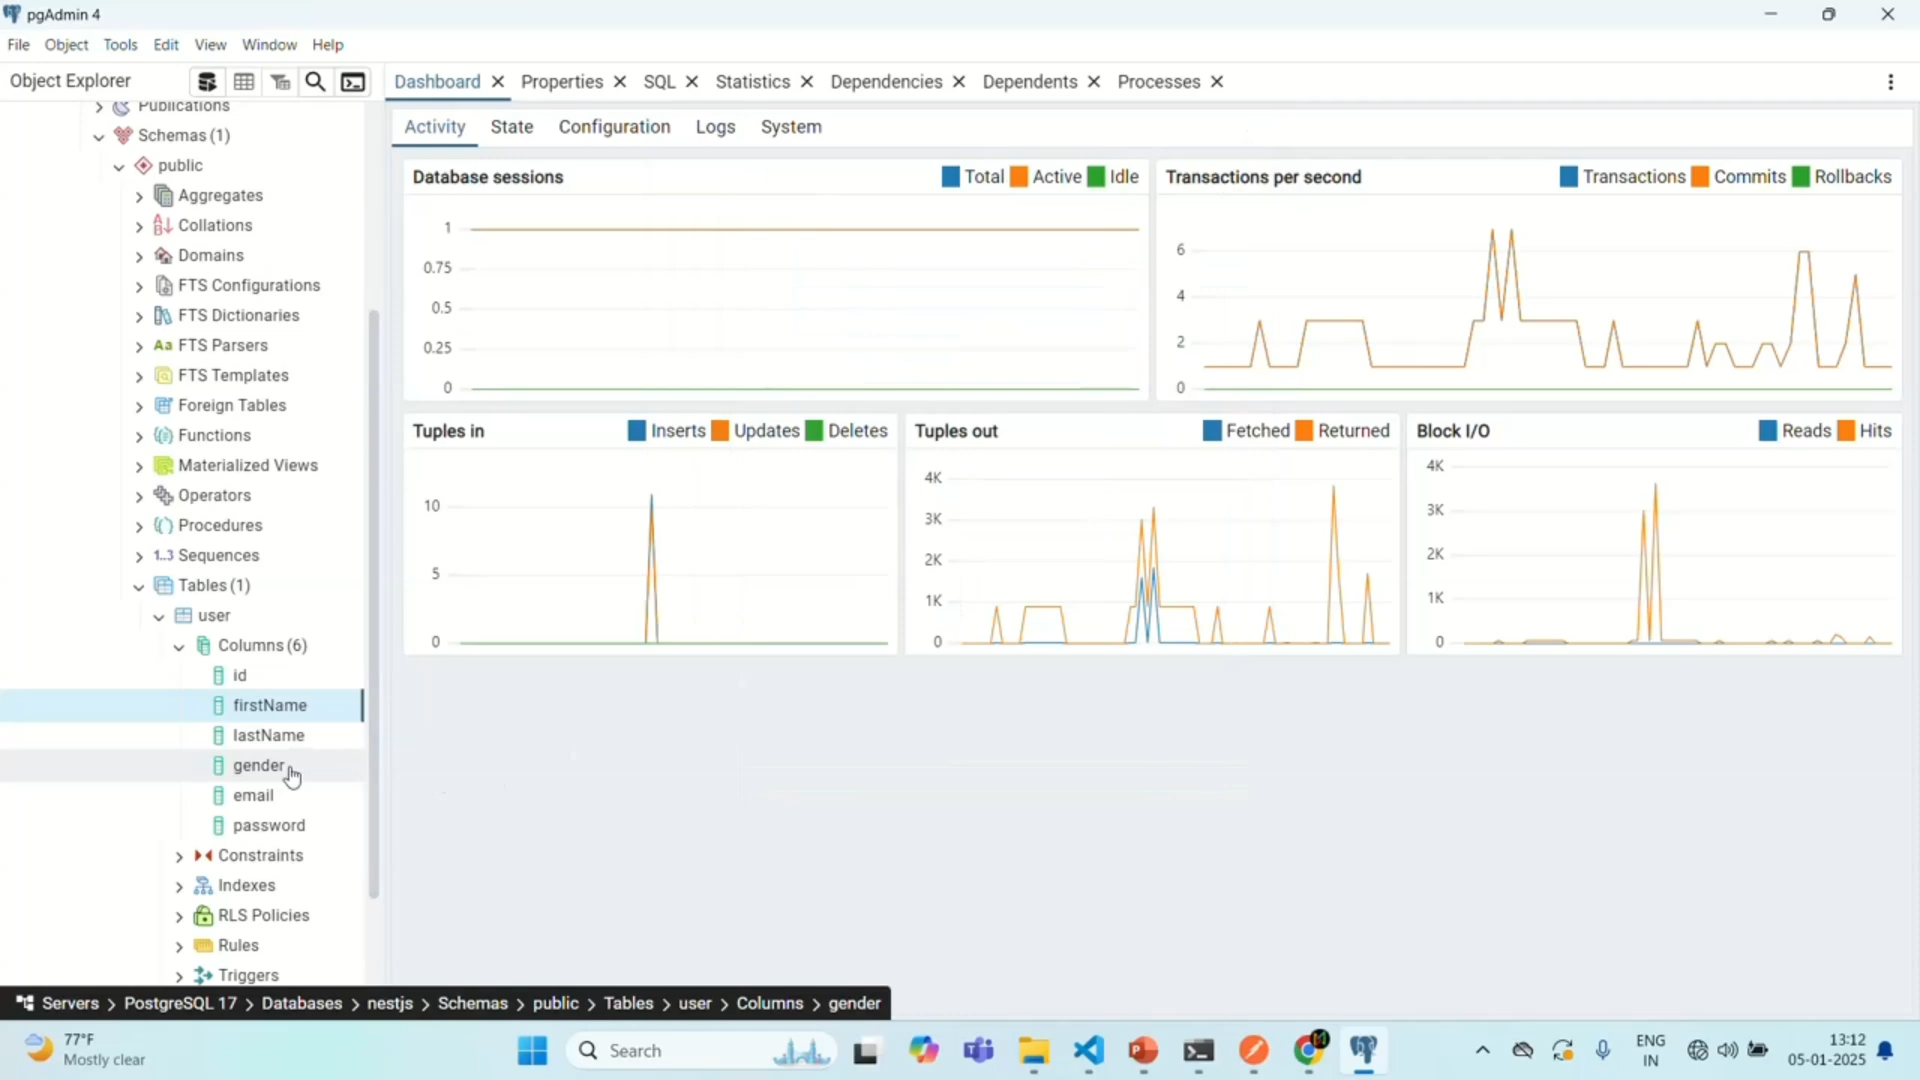 pgAdmin 4
File Object Tools Edit View Window Help
Object Explorer
Dashboard Properties SQL Statistics Dependencies Dependents Processes
Publications
Schemas (1)
public
Aggregates
Collations
Domains
FTS Configurations
FTS Dictionaries
Aa FTS Parsers
FTS Templates
Foreign Tables
Functions
Materialized Views
Operators
Procedures
1..3 Sequences
Tables (1)
user
Columns (6)
id
firstName
lastName
gender
email
password
Constraints
Indexes
RLS Policies
Rules
Triggers
Activity State Configuration Logs System
Database sessions Total Active Idle
1
0.75
0.5
0.25
0
Transactions per second Transactions Commits Rollbacks
6
4
2
0
Tuples in Inserts Updates Deletes
10
5
0
Tuples out Fetched Returned
4K
3K
2K
1K
0
Block I/O Reads Hits
4K
3K
2K
1K
0
Servers > PostgreSQL 17 > Databases > nestjs > Schemas > public > Tables > user > Columns > gender
77°F
Mostly clear
Search
ENG
IN
13:12
05-01-2025